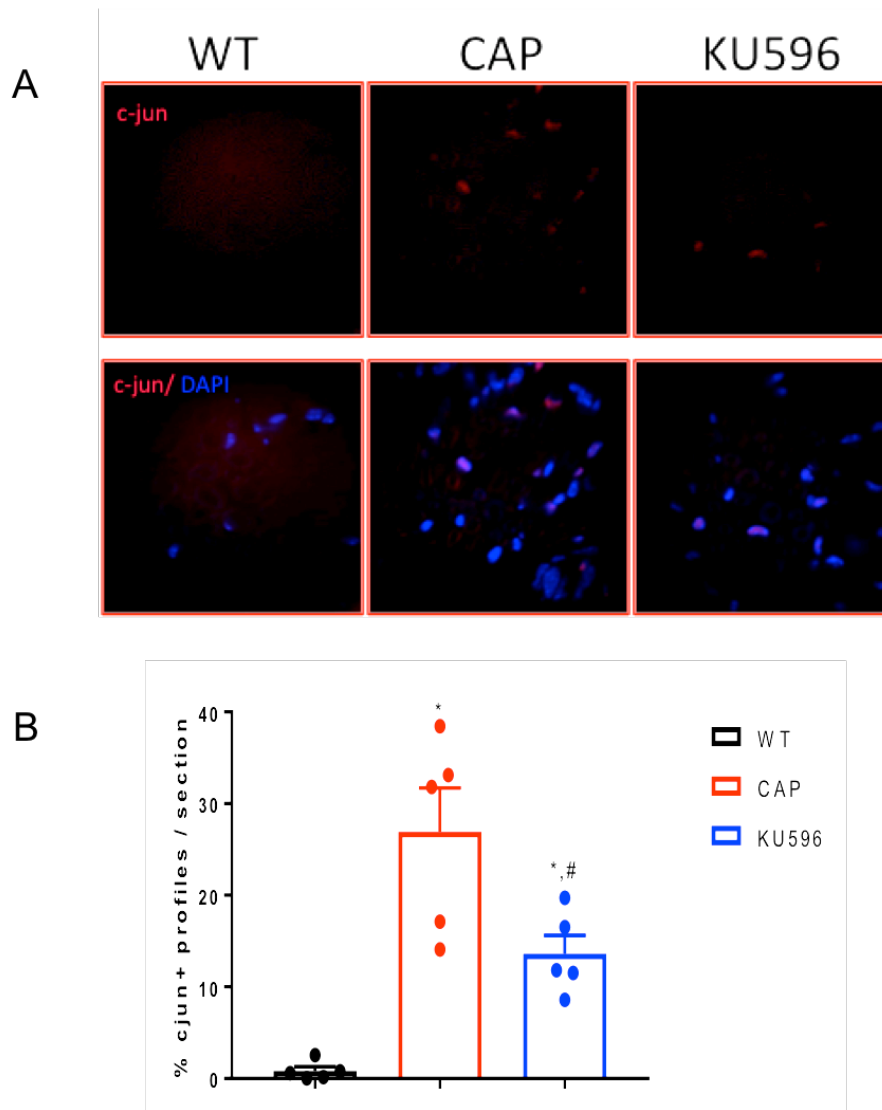 A
WT CAP KU596
c-jun
c-jun/ DAPI
B
% cjun+ profiles / section
40
30
20
10
0
*
*,#
WT
CAP
KU596